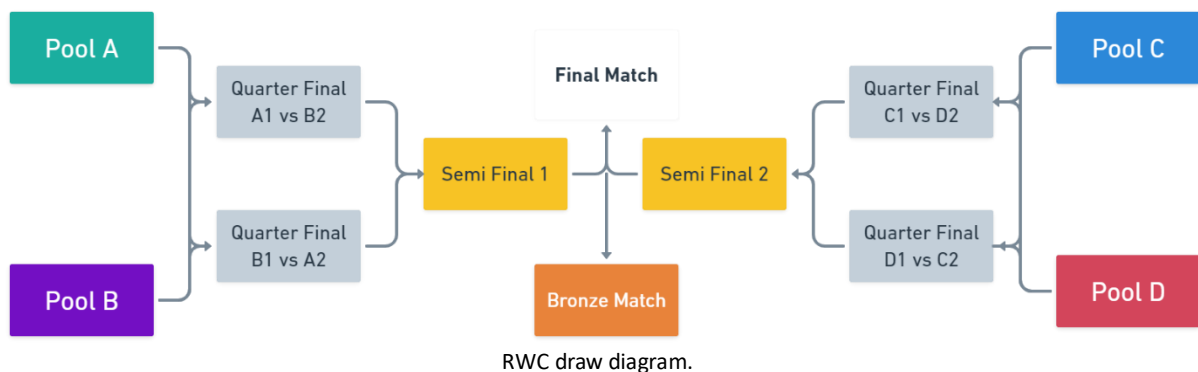 Pool A
Pool B
Quarter Final
A1 vs B2
Quarter Final
B1 vs A2
Semi Final 1
Final Match
Bronze Match
Semi Final 2
Quarter Final
C1 vs D2
Quarter Final
D1 vs C2
Pool C
Pool D
RWC draw diagram.